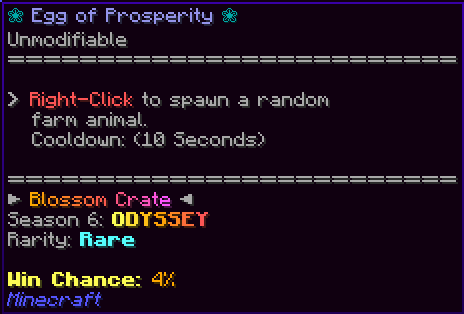 ❀ Egg of Prosperity ❀
Unmodifiable
================================
> Right-Click to spawn a random
farm animal.
Cooldown: (10 Seconds)
================================
► Blossom Crate ◄
Season 6: ODYSSEY
Rarity: Rare
Win Chance: 4%
Minecraft